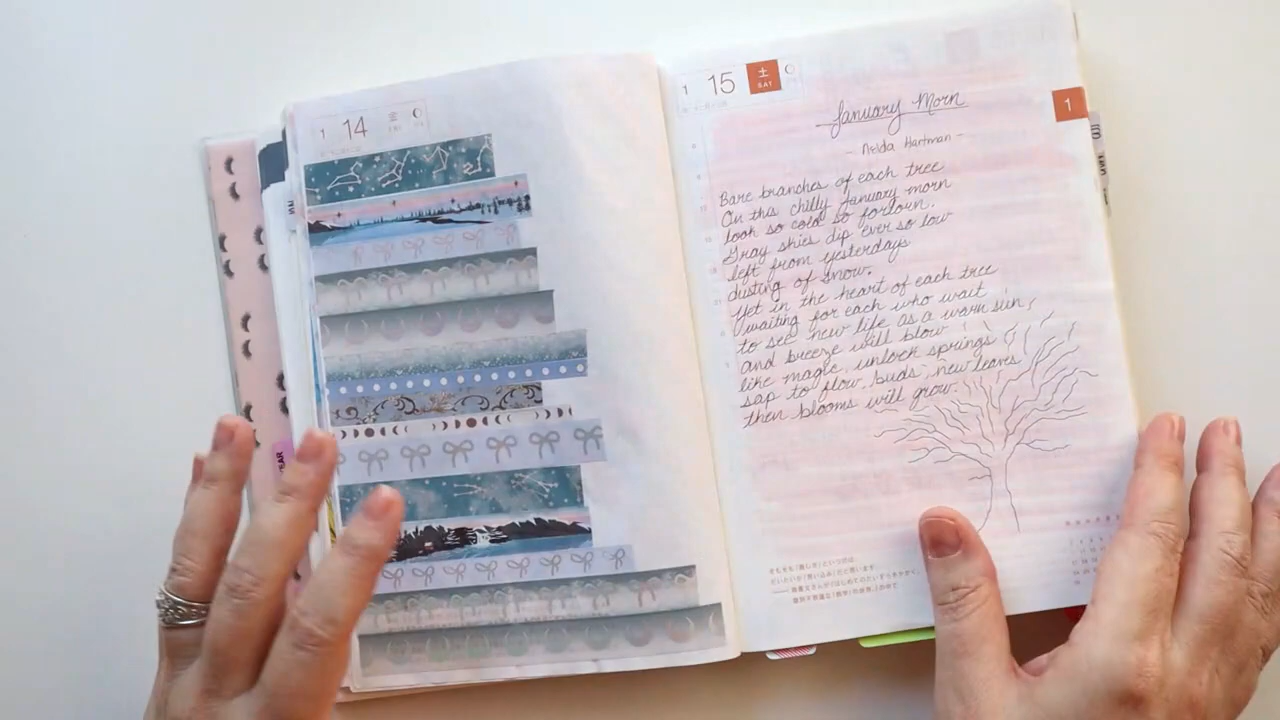 1 14 金
1 15 土
SAT
1
January Morn
- Nelda Hartman -
Bare branches of each tree
On this chilly January morn
look so cold so forlorn.
Gray skies dip ever so low
left from yesterdays
dusting of snow.
Yet in the heart of each tree
waiting for each who wait
to see new life as a warm sun,
and breeze will blow
like magic, unlock springs
sap to flow, buds, new leaves
then blooms will grow.